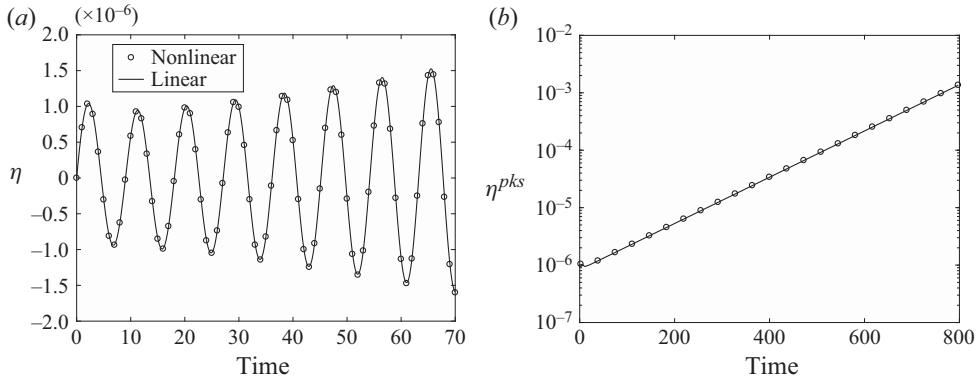 (a)
(×10⁻⁶)
2.0
1.5
1.0
0.5
0
−0.5
−1.0
−1.5
−2.0
η
Nonlinear
Linear
0 10 20 30 40 50 60 70
Time
(b)
10⁻²
10⁻³
10⁻⁴
10⁻⁵
10⁻⁶
10⁻⁷
η^pks
0 200 400 600 800
Time